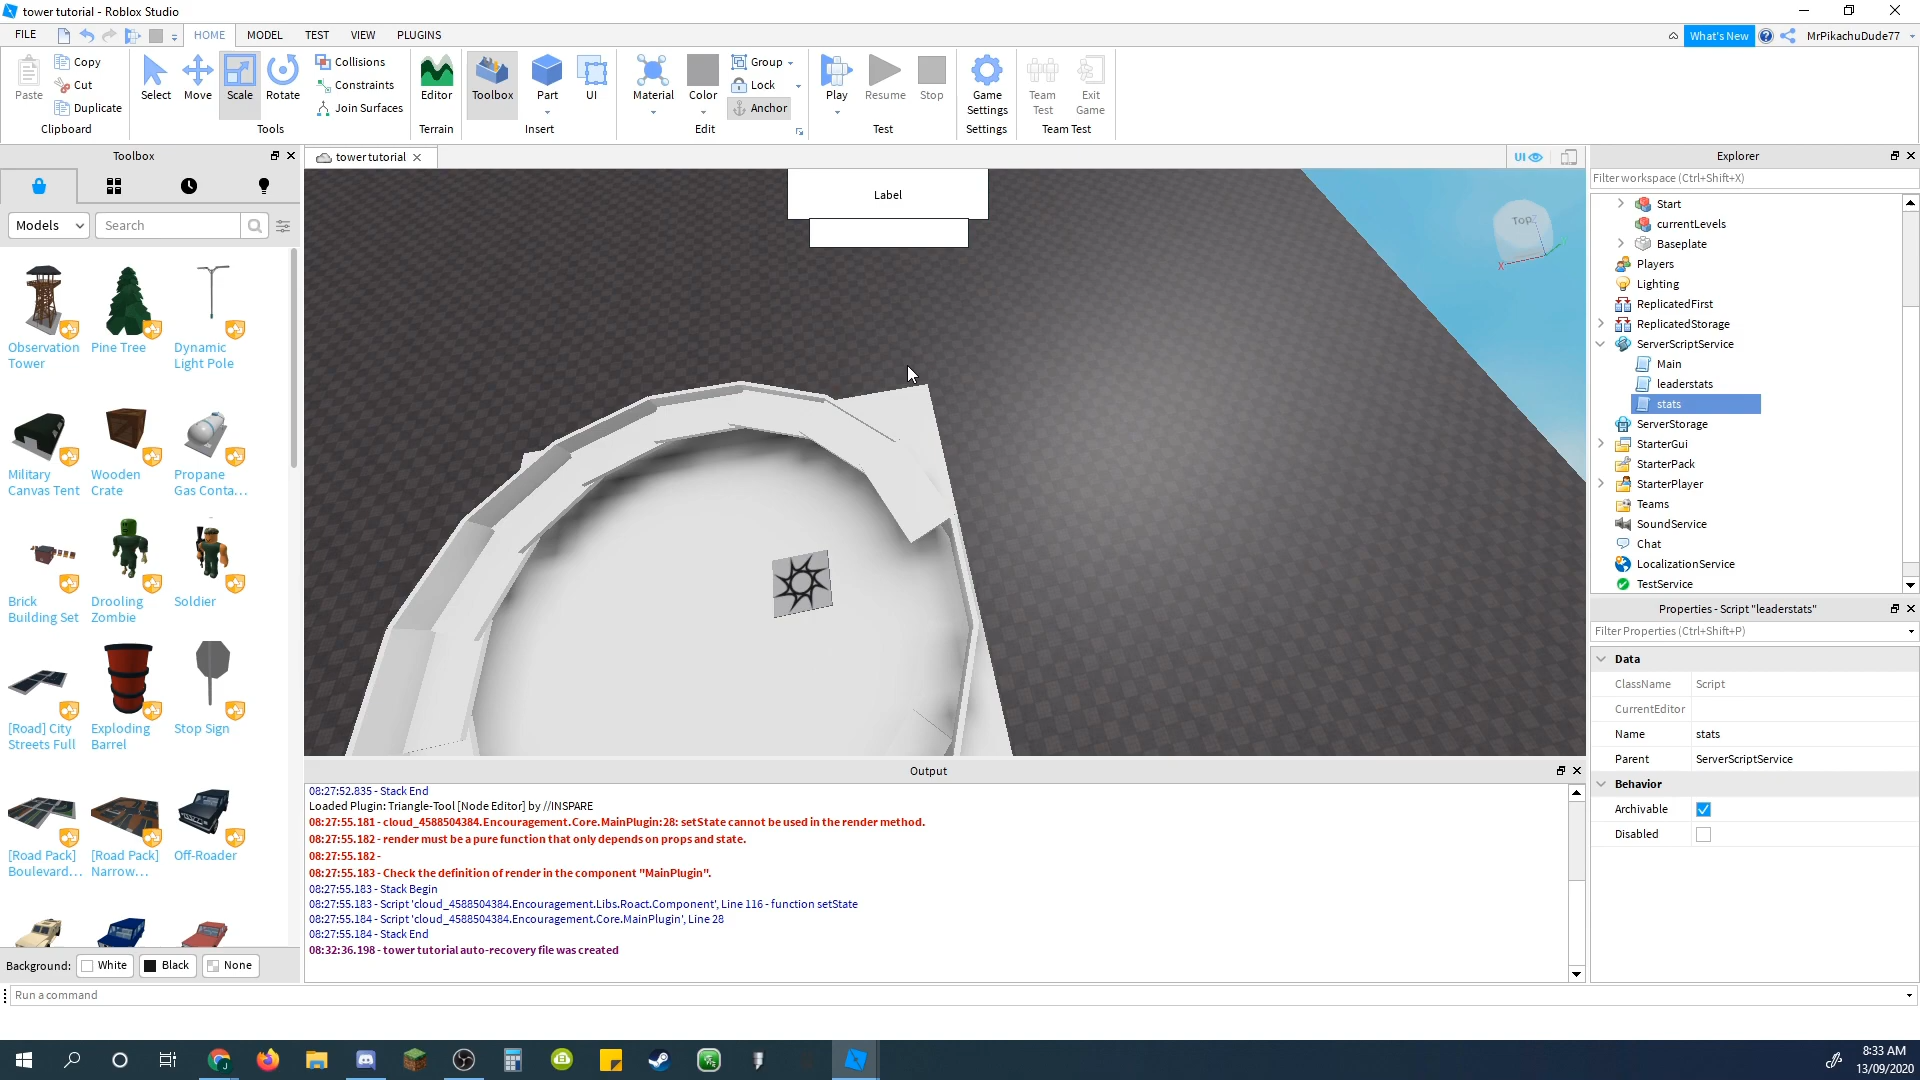 tower tutorial - Roblox Studio
FILE
HOME
MODEL
TEST
VIEW
PLUGINS
What's New
MrPikachuDude77
Paste
Copy
Cut
Duplicate
Clipboard
Select
Move
Scale
Rotate
Collisions
Constraints
Join Surfaces
Tools
Editor
Terrain
Toolbox
Part
UI
Insert
Material
Color
Group
Lock
Anchor
Edit
Play
Resume
Stop
Test
Game Settings
Settings
Team Test
Exit Game
Team Test
Toolbox
Models
Search
Observation Tower
Pine Tree
Dynamic Light Pole
Military Canvas Tent
Wooden Crate
Propane Gas Conta...
Brick Building Set
Drooling Zombie
Soldier
[Road] City Streets Full
Exploding Barrel
Stop Sign
[Road Pack] Boulevard...
[Road Pack] Narrow...
Off-Roader
Background:
White
Black
None
tower tutorial
UI
Label
Top
X
Z
Output
08:27:52.835 - Stack End
Loaded Plugin: Triangle-Tool [Node Editor] by //INSPARE
08:27:55.181 - cloud_4588504384.Encouragement.Core.MainPlugin:28: setState cannot be used in the render method.
08:27:55.182 - render must be a pure function that only depends on props and state.
08:27:55.182 -
08:27:55.183 - Check the definition of render in the component "MainPlugin".
08:27:55.183 - Stack Begin
08:27:55.183 - Script 'cloud_4588504384.Encouragement.Libs.Roact.Component', Line 116 - function setState
08:27:55.184 - Script 'cloud_4588504384.Encouragement.Core.MainPlugin', Line 28
08:27:55.184 - Stack End
08:32:36.198 - tower tutorial auto-recovery file was created
Run a command
Explorer
Filter workspace (Ctrl+Shift+X)
Start
currentLevels
Baseplate
Players
Lighting
ReplicatedFirst
ReplicatedStorage
ServerScriptService
Main
leaderstats
stats
ServerStorage
StarterGui
StarterPack
StarterPlayer
Teams
SoundService
Chat
LocalizationService
TestService
Properties - Script "leaderstats"
Filter Properties (Ctrl+Shift+P)
Data
ClassName Script
CurrentEditor
Name stats
Parent ServerScriptService
Behavior
Archivable
Disabled
8:33 AM
13/09/2020